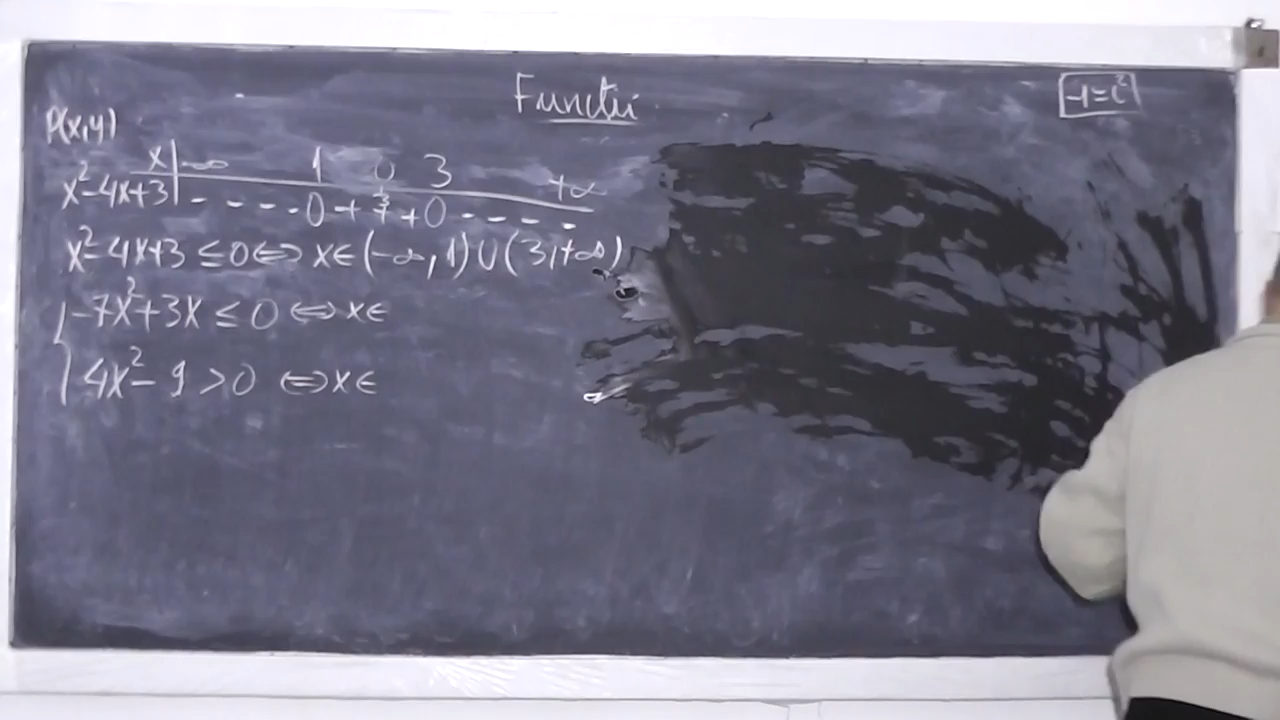 Funcții
-1=i²
P(x,y)
x | -∞ 1 0 3 +∞
x²-4x+3 | - - - - 0 + 3 + 0 - - - -
x²-4x+3 ≤ 0 ⇔ x∈(-∞,1)∪(3,+∞)
{ -7x²+3x ≤ 0 ⇔ x∈
4x²-9 > 0 ⇔ x∈